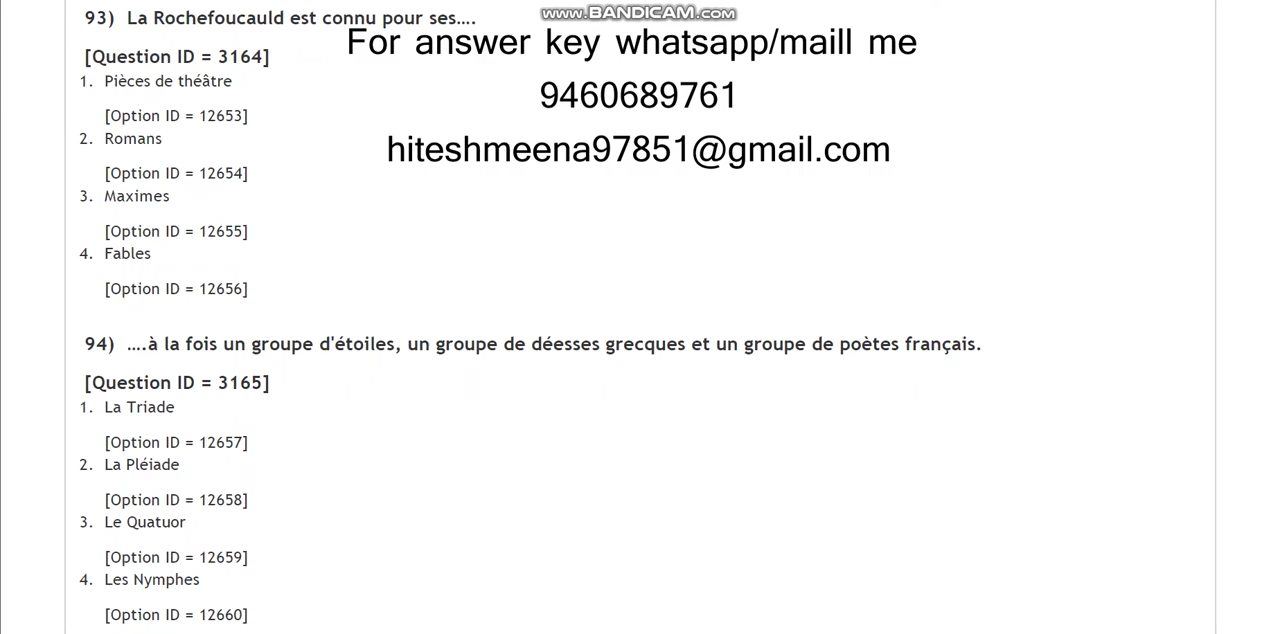 www.BANDICAM.com
93) La Rochefoucauld est connu pour ses....
For answer key whatsapp/maill me
[Question ID = 3164]
1. Pièces de théâtre
9460689761
[Option ID = 12653]
2. Romans
hiteshmeena97851@gmail.com
[Option ID = 12654]
3. Maximes
[Option ID = 12655]
4. Fables
[Option ID = 12656]
94) ....à la fois un groupe d'étoiles, un groupe de déesses grecques et un groupe de poètes français.
[Question ID = 3165]
1. La Triade
[Option ID = 12657]
2. La Pléiade
[Option ID = 12658]
3. Le Quatuor
[Option ID = 12659]
4. Les Nymphes
[Option ID = 12660]